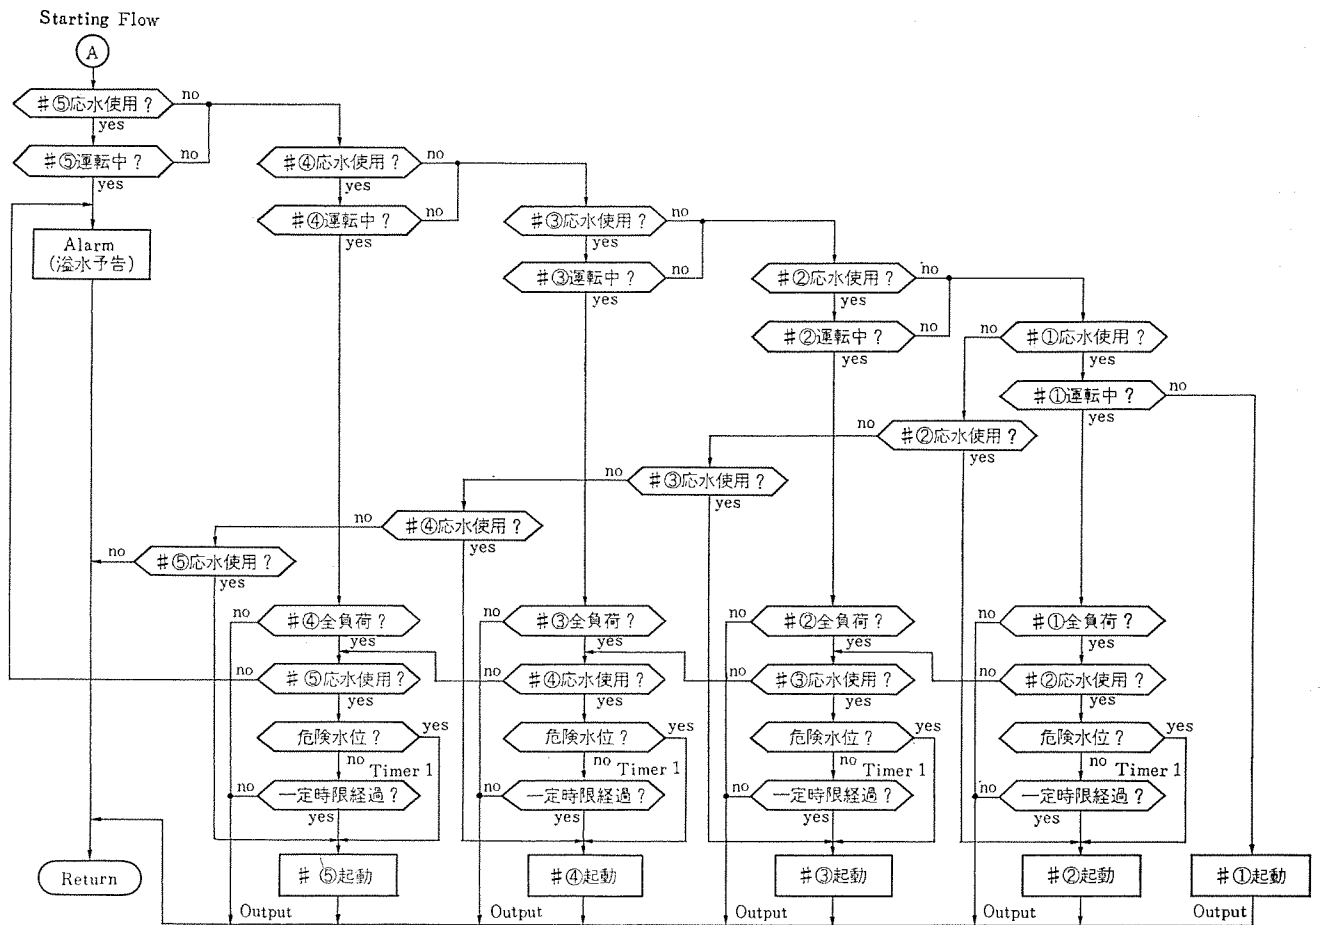 Starting Flow
A
#⑤応水使用?
no
yes
#⑤運転中?
no
yes
Alarm
(溢水予告)
#④応水使用?
no
yes
#④運転中?
no
yes
#③応水使用?
no
yes
#③運転中?
no
yes
#②応水使用?
no
yes
#②運転中?
no
yes
no
#①応水使用?
yes
#①運転中?
no
yes
no
#②応水使用?
yes
no
#③応水使用?
yes
no
#④応水使用?
yes
no
#⑤応水使用?
yes
no
#④全負荷?
yes
no
#⑤応水使用?
yes
危険水位?
yes
no
Timer 1
no
一定時限経過?
yes
#⑤起動
Output
no
#③全負荷?
yes
no
#④応水使用?
yes
危険水位?
yes
no
Timer 1
no
一定時限経過?
yes
#④起動
Output
no
#②全負荷?
yes
no
#③応水使用?
yes
危険水位?
yes
no
Timer 1
no
一定時限経過?
yes
#③起動
Output
no
#①全負荷?
yes
no
#②応水使用?
yes
危険水位?
yes
no
Timer 1
no
一定時限経過?
yes
#②起動
Output
#①起動
Output
Return